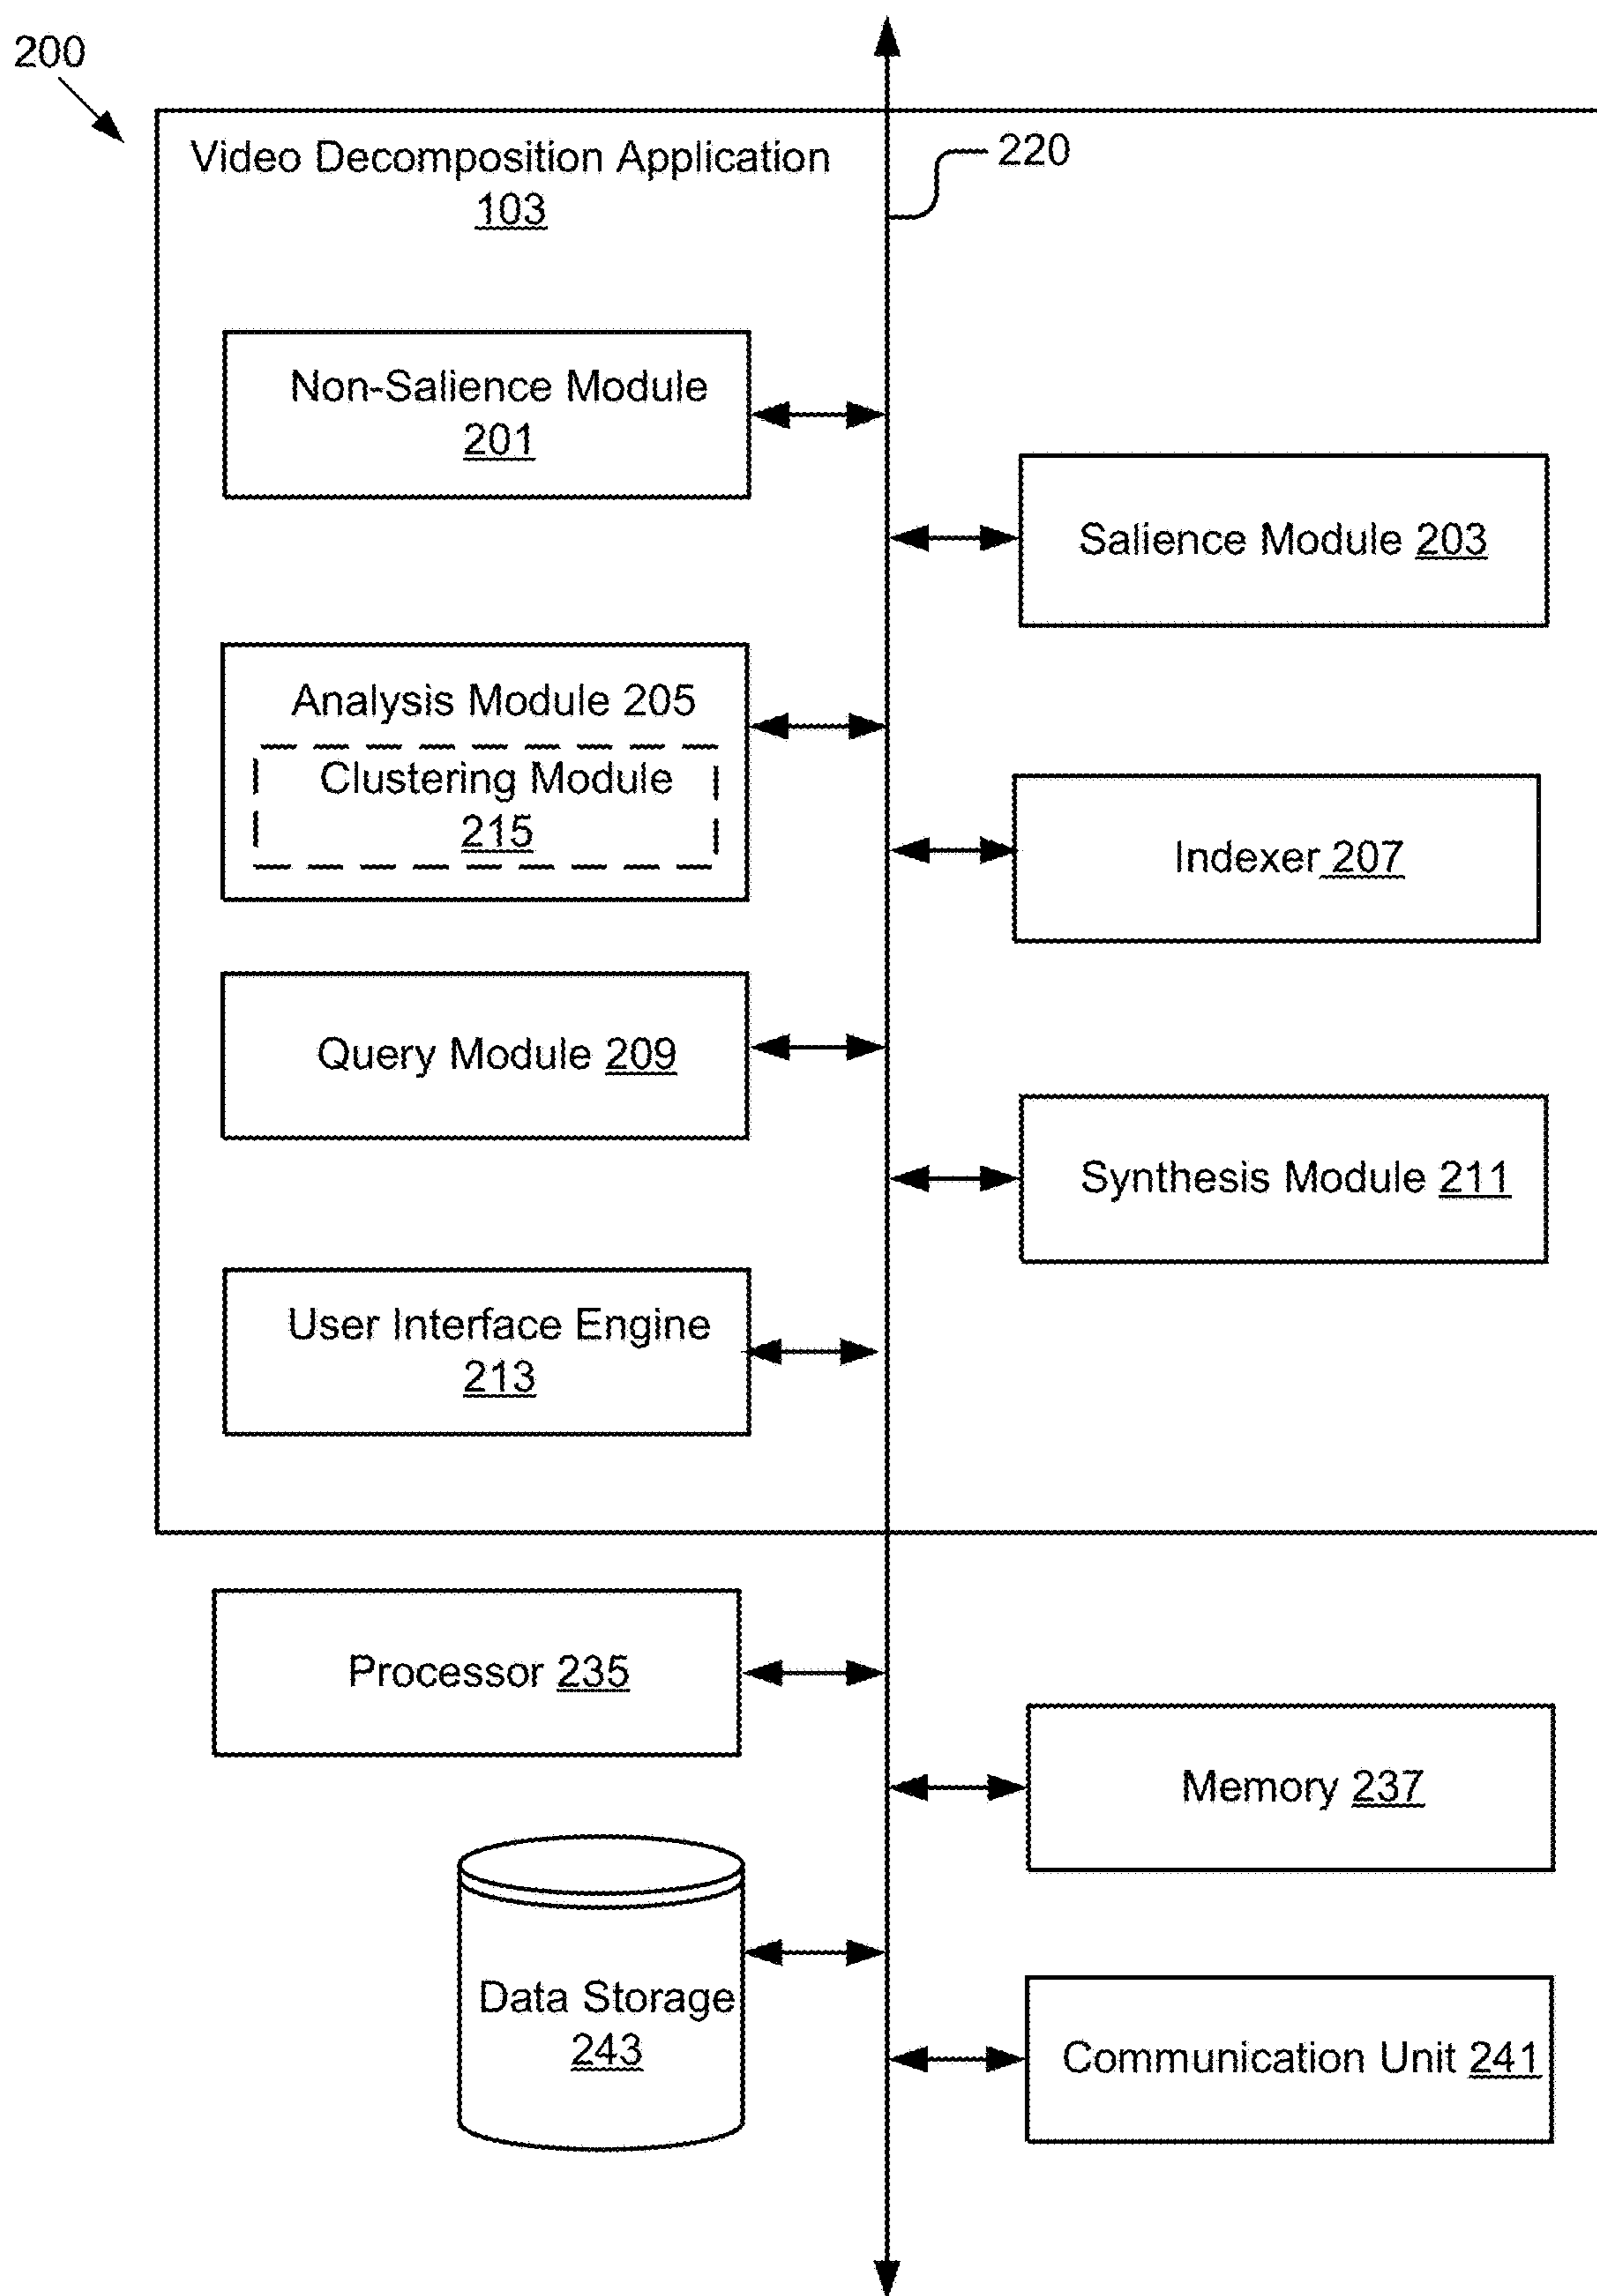 200
Video Decomposition Application
103
220
Non-Salience Module
201
Salience Module 203
Analysis Module 205
Clustering Module
215
Indexer 207
Query Module 209
Synthesis Module 211
User Interface Engine
213
Processor 235
Memory 237
Data Storage
243
Communication Unit 241